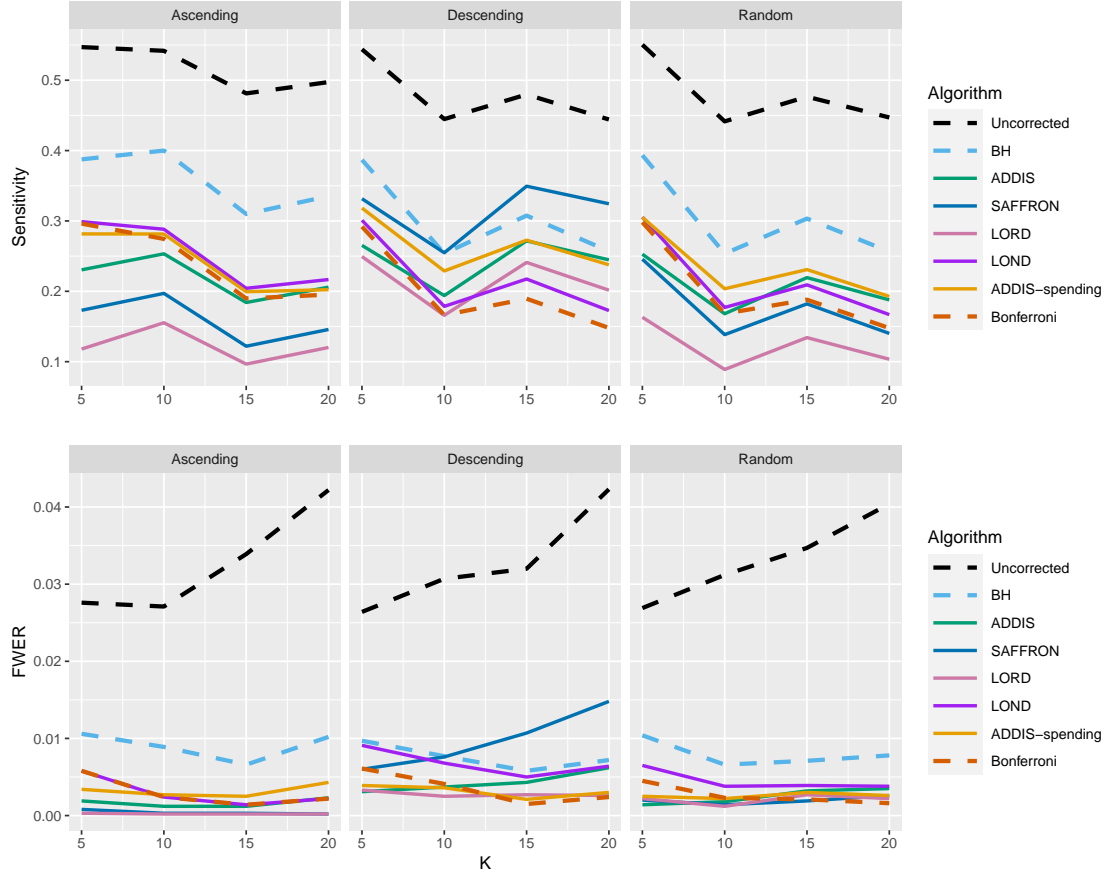 Ascending Descending Random
0.5
0.4
0.3
0.2
0.1
Sensitivity
5 10 15 20 5 10 15 20 5 10 15 20
Algorithm
Uncorrected
BH
ADDIS
SAFFRON
LORD
LOND
ADDIS−spending
Bonferroni
Ascending Descending Random
0.04
0.03
0.02
0.01
0.00
FWER
5 10 15 20 5 10 15 20 5 10 15 20
K
Algorithm
Uncorrected
BH
ADDIS
SAFFRON
LORD
LOND
ADDIS−spending
Bonferroni